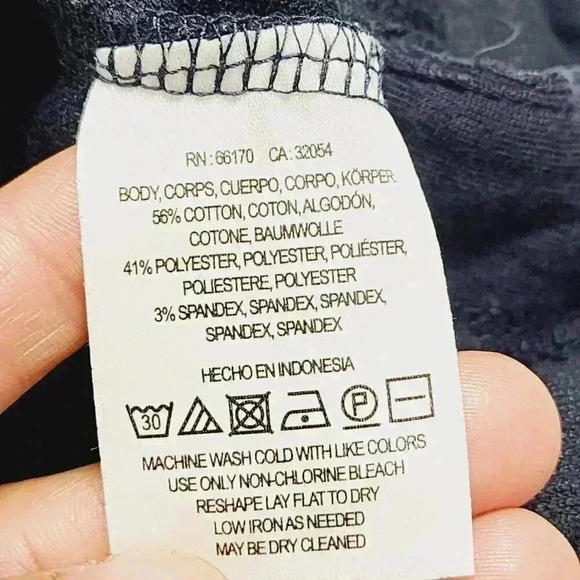 RN : 66170 CA : 32054
BODY, CORPS, CUERPO, CORPO, KÖRPER
56% COTTON, COTON, ALGODÓN,
COTONE, BAUMWOLLE
41% POLYESTER, POLYESTER, POLIÉSTER,
POLIESTERE, POLYESTER
3% SPANDEX, SPANDEX, SPANDEX,
SPANDEX, SPANDEX
HECHO EN INDONESIA
30 P
MACHINE WASH COLD WITH LIKE COLORS
USE ONLY NON-CHLORINE BLEACH
RESHAPE LAY FLAT TO DRY
LOW IRON AS NEEDED
MAY BE DRY CLEANED